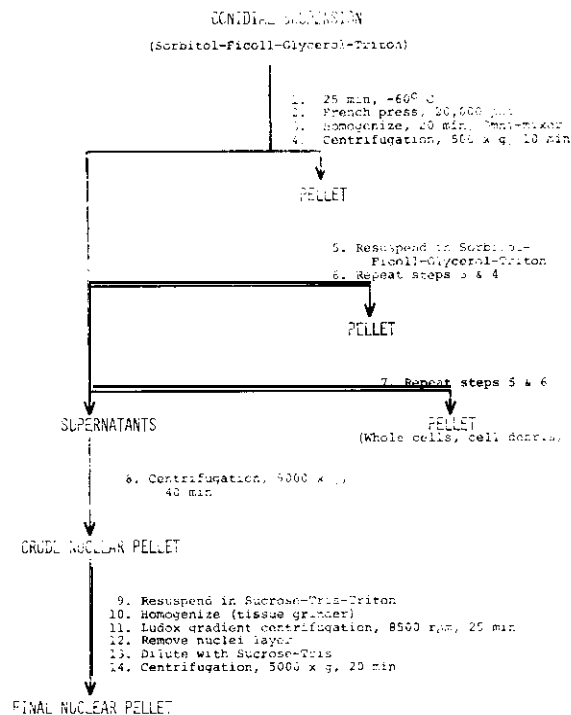 CONIDIAL SUSPENSION
(Sorbitol-Ficoll-Glycerol-Triton)
1. 25 min, -60° C
2. French press, 20,000
3. Homogenize, 20 min, Omni-mixer
4. Centrifugation, 500 x g, 10 min
PELLET
5. Resuspend in Sorbitol-
Ficoll-Glycerol-Triton
6. Repeat steps 3 & 4
PELLET
7. Repeat steps 5 & 6
SUPERNATANTS
PELLET
(Whole cells, cell debris)
8. Centrifugation, 5000 x g,
40 min
CRUDE NUCLEAR PELLET
9. Resuspend in Sucrose-Tris-Triton
10. Homogenize (tissue grinder)
11. Ludox gradient centrifugation, 8500 rpm, 25 min
12. Remove nuclei layer
13. Dilute with Sucrose-Tris
14. Centrifugation, 5000 x g, 20 min
FINAL NUCLEAR PELLET